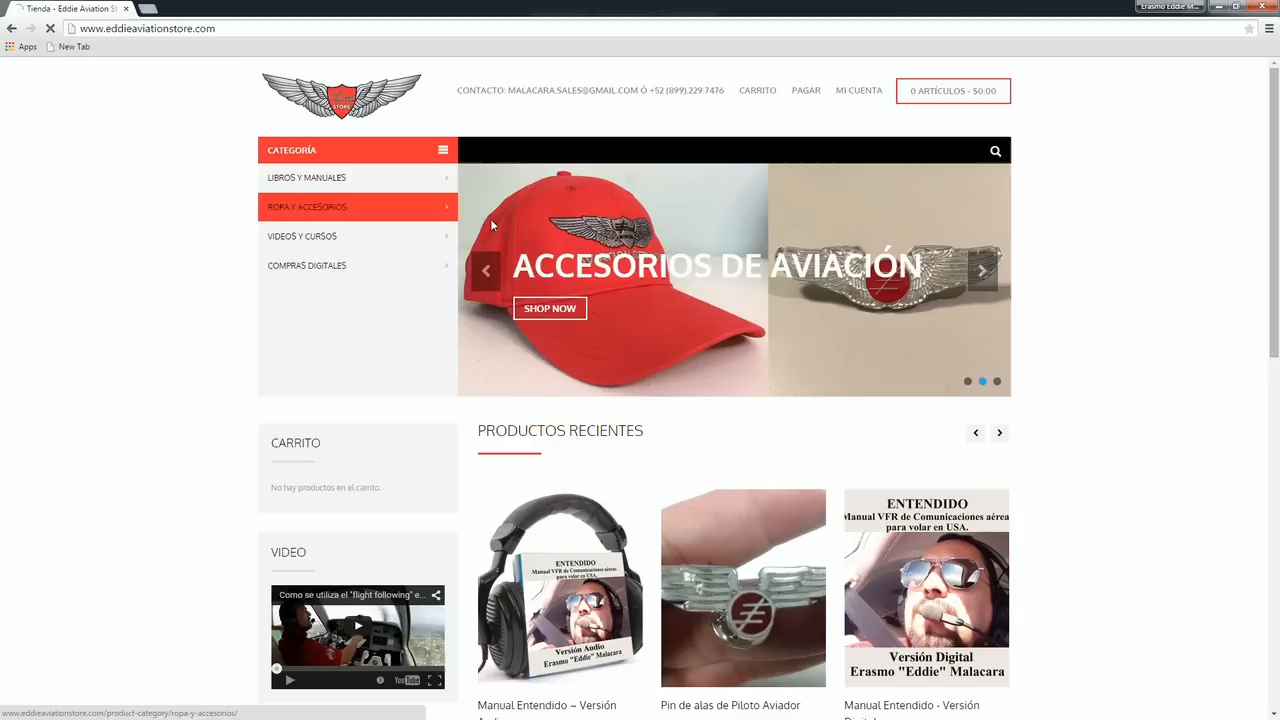 Tienda - Eddie Aviation S
Erasmo Eddie M...
www.eddieaviationstore.com
Apps
New Tab
STORE
CONTACTO: MALACARA.SALES@GMAIL.COM Ó +52 (899).229.7476
CARRITO
PAGAR
MI CUENTA
0 ARTÍCULOS - $0.00
CATEGORÍA
LIBROS Y MANUALES
ROPA Y ACCESORIOS
VIDEOS Y CURSOS
COMPRAS DIGITALES
ACCESORIOS DE AVIACIÓN
SHOP NOW
CARRITO
No hay productos en el carrito.
PRODUCTOS RECIENTES
VIDEO
Como se utiliza el "flight following" e...
YouTube
ENTENDIDO
Manual VFR de Comunicaciones aéreas
para volar en USA.
Versión Audio
Erasmo "Eddie" Malacara
ENTENDIDO
Manual VFR de Comunicaciones aérea
para volar en USA.
Versión Digital
Erasmo "Eddie" Malacara
Manual Entendido – Versión
Pin de alas de Piloto Aviador
Manual Entendido - Versión
www.eddieaviationstore.com/product-category/ropa-y-accesorios/